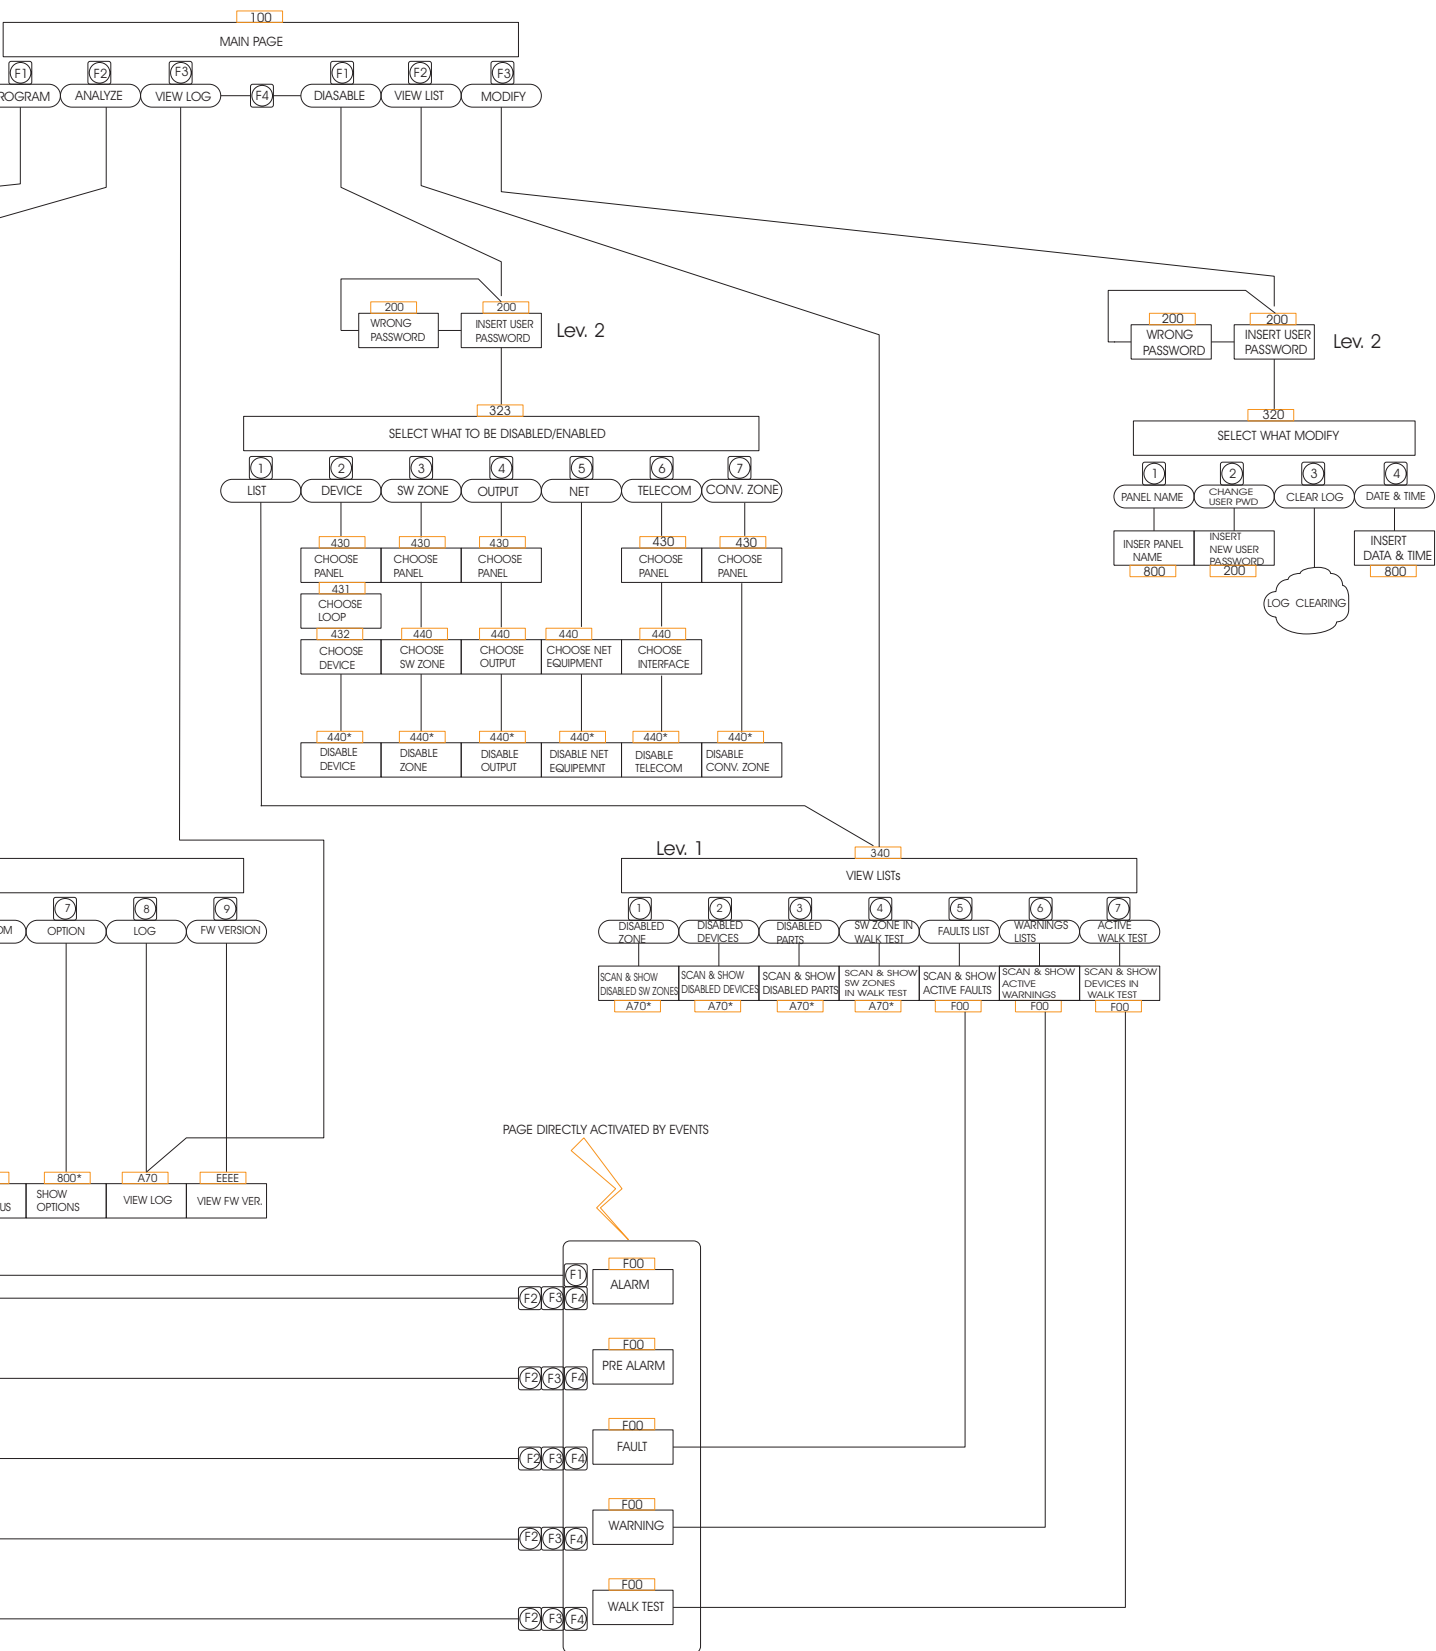 100
MAIN PAGE
F1 F2 F3 F1 F2 F3
ROGRAM ANALYZE VIEW LOG F4 DIASABLE VIEW LIST MODIFY
200 200
WRONG PASSWORD INSERT USER PASSWORD Lev. 2
200 200
WRONG PASSWORD INSERT USER PASSWORD Lev. 2
323
SELECT WHAT TO BE DISABLED/ENABLED
1 2 3 4 5 6 7
LIST DEVICE SW ZONE OUTPUT NET TELECOM CONV. ZONE
430 430 430 430 430
CHOOSE PANEL CHOOSE PANEL CHOOSE PANEL CHOOSE PANEL CHOOSE PANEL
431
CHOOSE LOOP
432 440 440 440 440
CHOOSE DEVICE CHOOSE SW ZONE CHOOSE OUTPUT CHOOSE NET EQUIPMENT CHOOSE INTERFACE
440* 440* 440* 440* 440* 440*
DISABLE DEVICE DISABLE ZONE DISABLE OUTPUT DISABLE NET EQUIPEMNT DISABLE TELECOM DISABLE CONV. ZONE
320
SELECT WHAT MODIFY
1 2 3 4
PANEL NAME CHANGE USER PWD CLEAR LOG DATE & TIME
INSER PANEL NAME INSERT NEW USER PASSWORD INSERT DATA & TIME
800 200 800
LOG CLEARING
Lev. 1
340
VIEW LISTs
1 2 3 4 5 6 7
DISABLED ZONE DISABLED DEVICES DISABLED PARTS SW ZONE IN WALK TEST FAULTS LIST WARNINGS LISTS ACTIVE WALK TEST
SCAN & SHOW DISABLED SW ZONES SCAN & SHOW DISABLED DEVICES SCAN & SHOW DISABLED PARTS SCAN & SHOW SW ZONES IN WALK TEST SCAN & SHOW ACTIVE FAULTS SCAN & SHOW ACTIVE WARNINGS SCAN & SHOW DEVICES IN WALK TEST
A70* A70* A70* A70* F00 F00 F00
7 8 9
OM OPTION LOG FW VERSION
800* A70 EEEE
US SHOW OPTIONS VIEW LOG VIEW FW VER.
PAGE DIRECTLY ACTIVATED BY EVENTS
F00
F1 ALARM
F2 F3 F4
F00
PRE ALARM
F2 F3 F4
F00
FAULT
F2 F3 F4
F00
WARNING
F2 F3 F4
F00
WALK TEST
F2 F3 F4